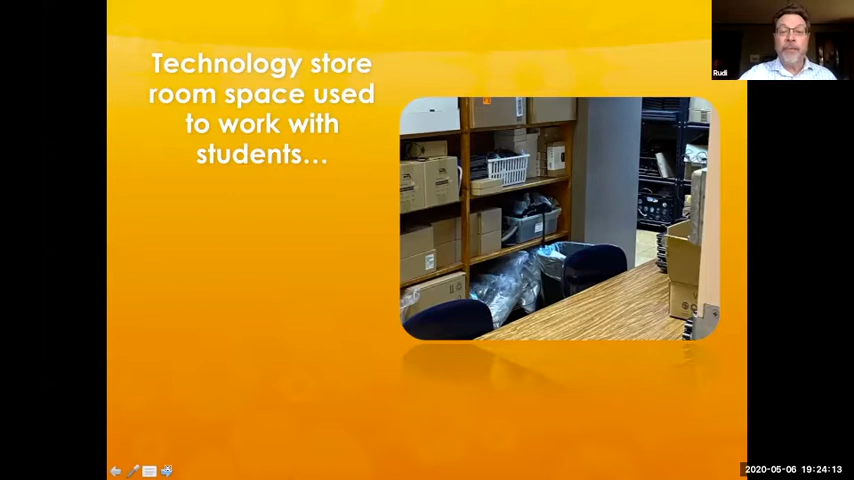 Technology store
room space used
to work with
students...
Rudi
2020-05-06 19:24:13